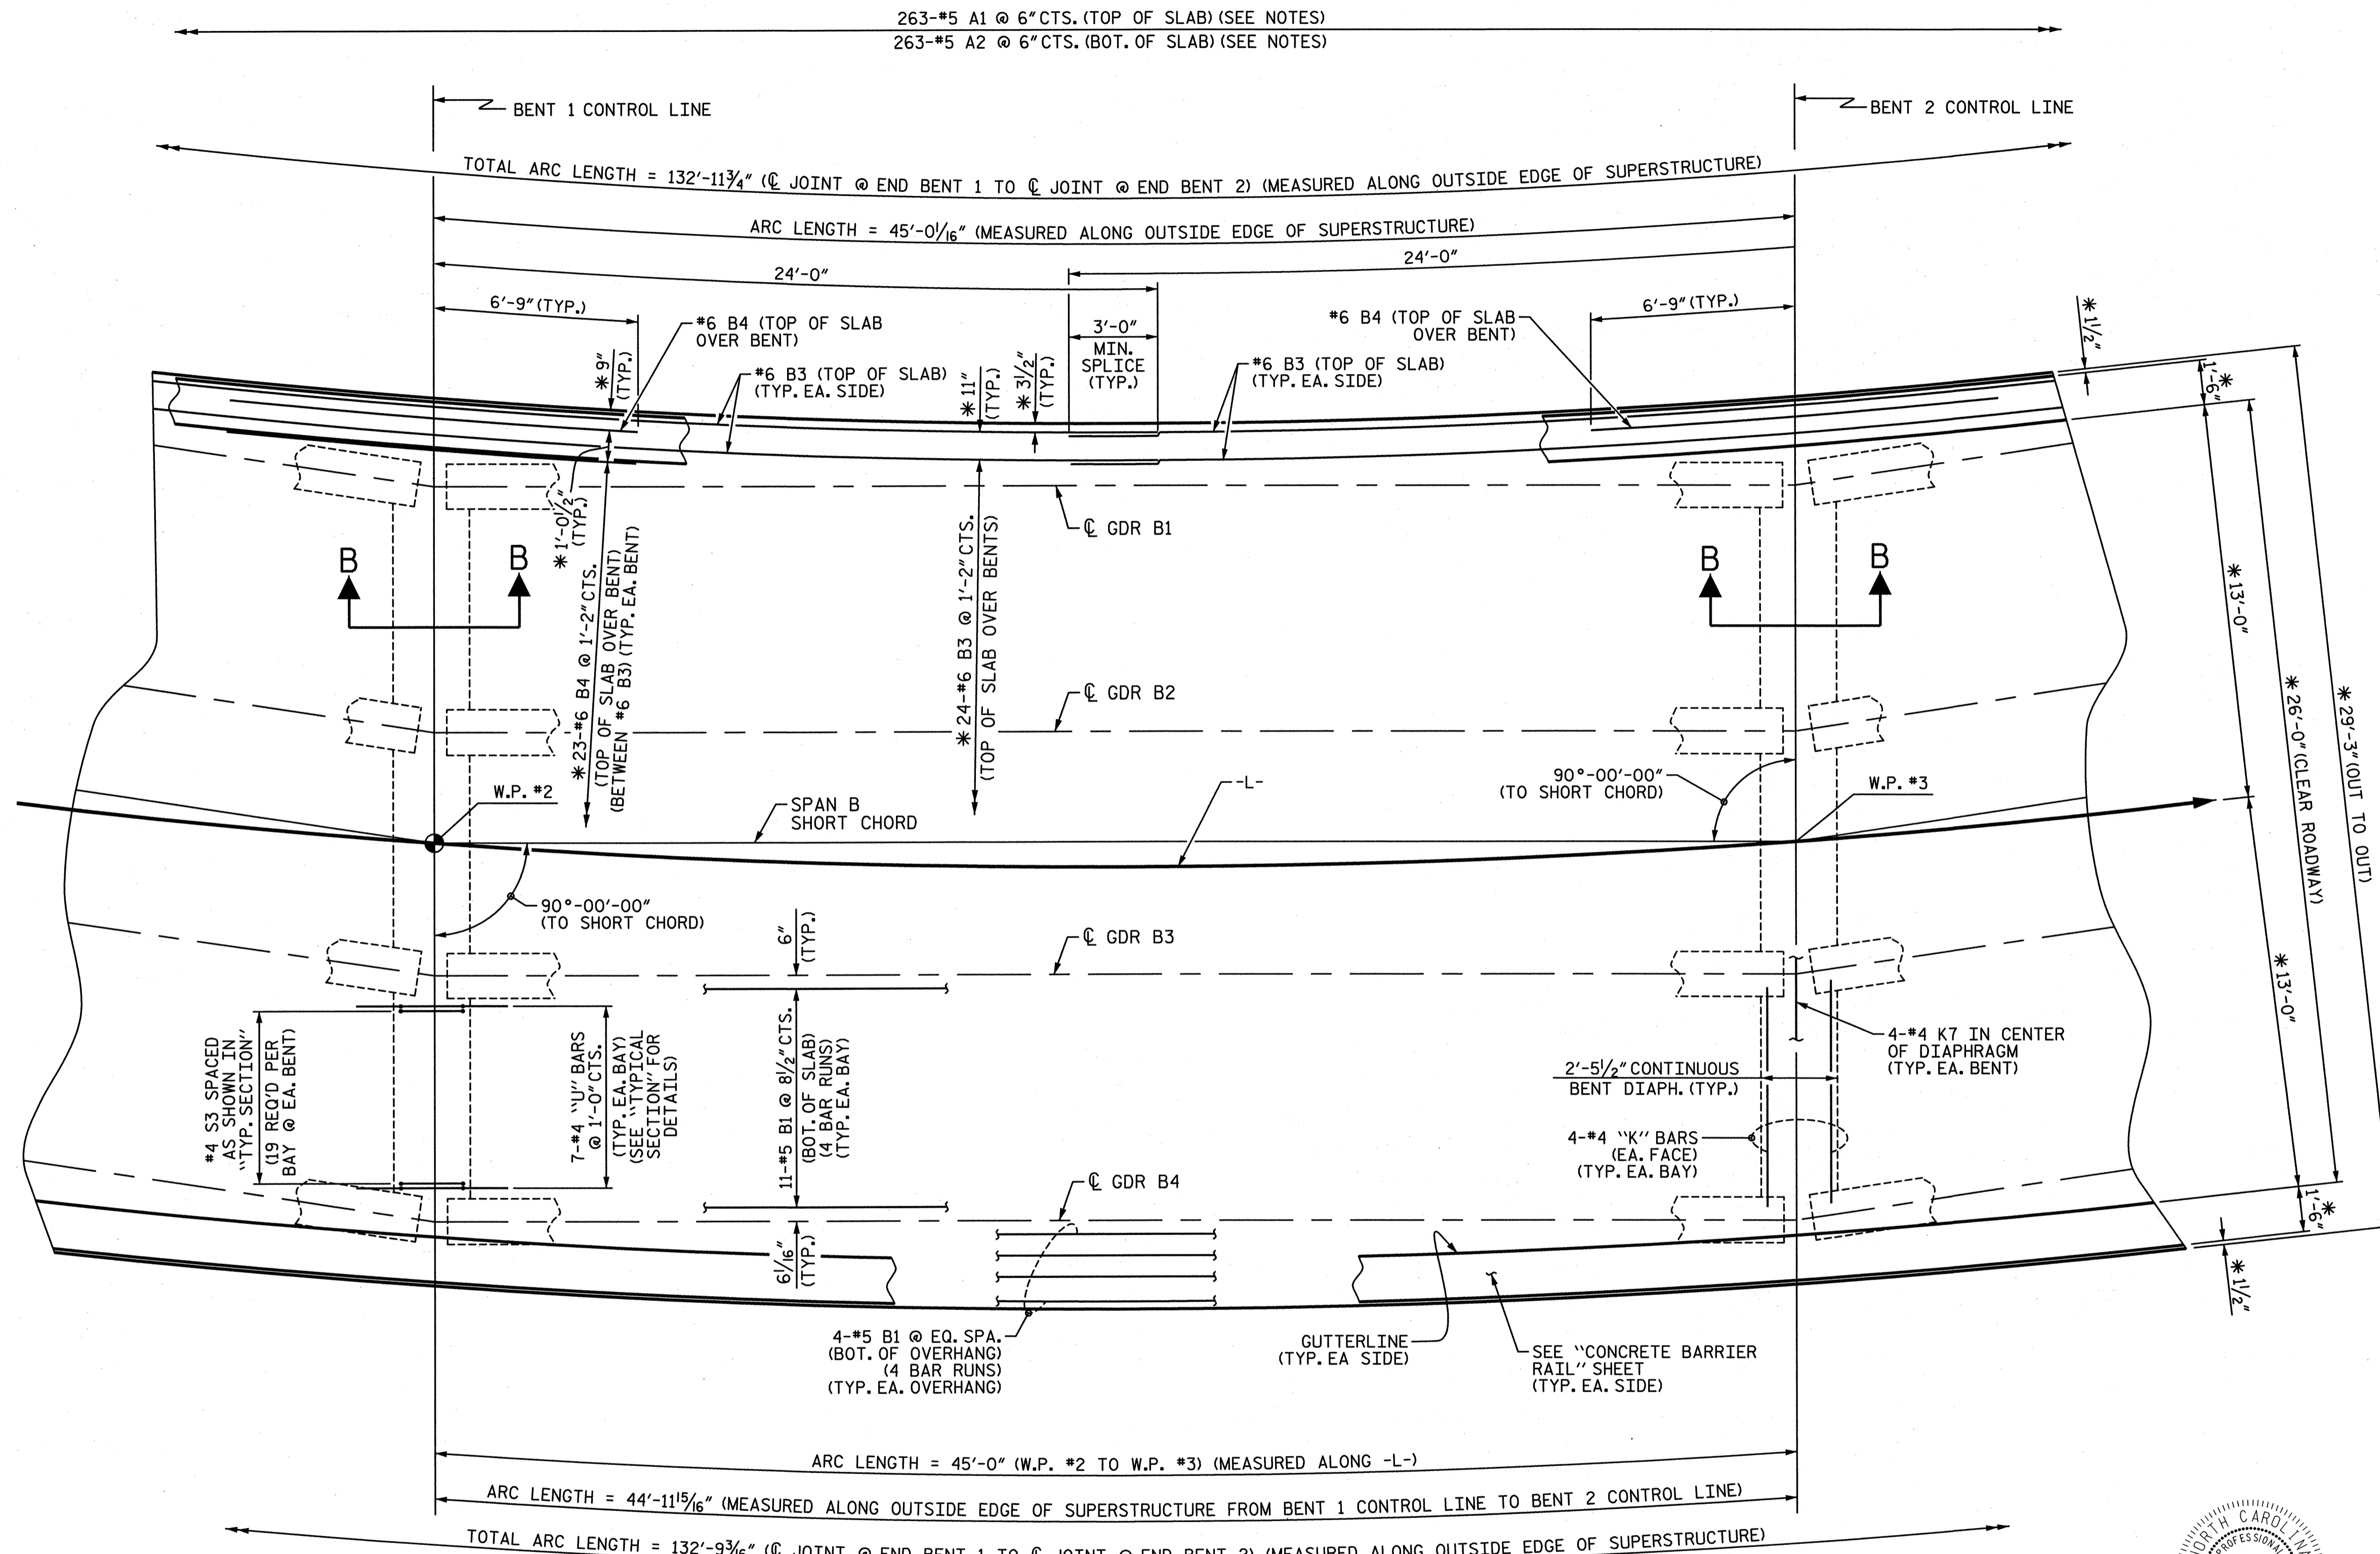 263-#5 A1 @ 6" CTS. (TOP OF SLAB) (SEE NOTES)
263-#5 A2 @ 6" CTS. (BOT. OF SLAB) (SEE NOTES)
BENT 1 CONTROL LINE
BENT 2 CONTROL LINE
TOTAL ARC LENGTH = 132'-11¾" (℄ JOINT @ END BENT 1 TO ℄ JOINT @ END BENT 2) (MEASURED ALONG OUTSIDE EDGE OF SUPERSTRUCTURE)
ARC LENGTH = 45'-0 1/16" (MEASURED ALONG OUTSIDE EDGE OF SUPERSTRUCTURE)
24'-0"
24'-0"
6'-9" (TYP.)
6'-9" (TYP.)
#6 B4 (TOP OF SLAB
OVER BENT)
#6 B4 (TOP OF SLAB
OVER BENT)
3'-0"
MIN.
SPLICE
(TYP.)
* 9"
(TYP.)
#6 B3 (TOP OF SLAB)
(TYP. EA. SIDE)
* 11"
(TYP.)
* 3½"
(TYP.)
#6 B3 (TOP OF SLAB)
(TYP. EA. SIDE)
* 1½"
* 1'-6"
* 1'-0½"
(TYP.)
℄ GDR B1
B
B
B
B
* 23-#6 B4 @ 1'-2" CTS.
(TOP OF SLAB OVER BENT)
(BETWEEN #6 B3) (TYP. EA. BENT)
* 24-#6 B3 @ 1'-2" CTS.
(TOP OF SLAB OVER BENTS)
* 13'-0"
* 26'-0" (CLEAR ROADWAY)
* 29'-3" (OUT TO OUT)
℄ GDR B2
W.P. #2
SPAN B
SHORT CHORD
-L-
90°-00'-00"
(TO SHORT CHORD)
W.P. #3
90°-00'-00"
(TO SHORT CHORD)
6"
(TYP.)
℄ GDR B3
* 13'-0"
#4 S3 SPACED
AS SHOWN IN
"TYP. SECTION"
(19 REQ'D PER
BAY @ EA. BENT)
7-#4 "U" BARS
@ 1'-0" CTS.
(TYP. EA. BAY)
(SEE "TYPICAL
SECTION" FOR
DETAILS)
11-#5 B1 @ 8½" CTS.
(BOT. OF SLAB)
(4 BAR RUNS)
(TYP. EA. BAY)
4-#4 K7 IN CENTER
OF DIAPHRAGM
(TYP. EA. BENT)
2'-5½" CONTINUOUS
BENT DIAPH. (TYP.)
4-#4 "K" BARS
(EA. FACE)
(TYP. EA. BAY)
℄ GDR B4
6 1/16"
(TYP.)
* 1'-6"
* 1½"
4-#5 B1 @ EQ. SPA.
(BOT. OF OVERHANG)
(4 BAR RUNS)
(TYP. EA. OVERHANG)
GUTTERLINE
(TYP. EA SIDE)
SEE "CONCRETE BARRIER
RAIL" SHEET
(TYP. EA. SIDE)
ARC LENGTH = 45'-0" (W.P. #2 TO W.P. #3) (MEASURED ALONG -L-)
ARC LENGTH = 44'-11 15/16" (MEASURED ALONG OUTSIDE EDGE OF SUPERSTRUCTURE FROM BENT 1 CONTROL LINE TO BENT 2 CONTROL LINE)
TOTAL ARC LENGTH = 132'-9 3/16" (℄ JOINT @ END BENT 1 TO ℄ JOINT @ END BENT 2) (MEASURED ALONG OUTSIDE EDGE OF SUPERSTRUCTURE)
NORTH CAROLINA
PROFESSIONAL